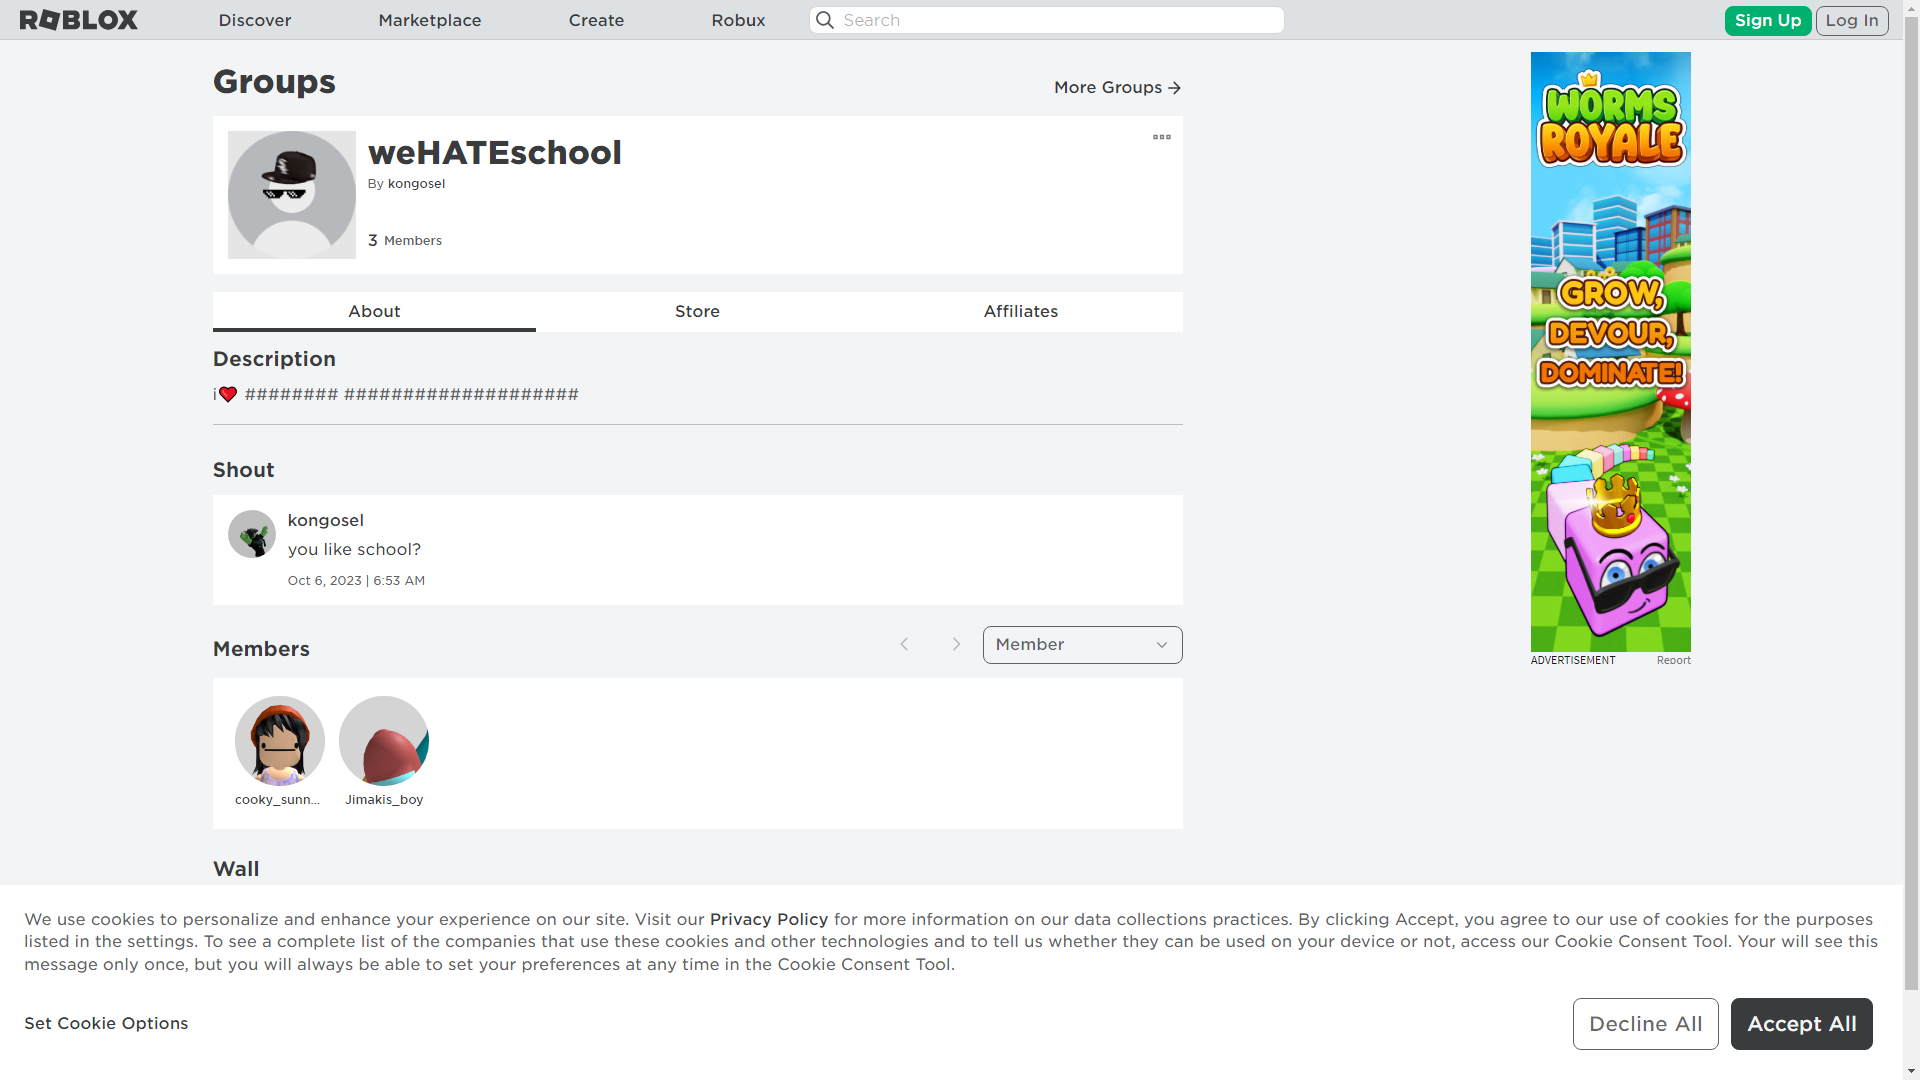 ROBLOX Discover Marketplace Create Robux Search Sign Up Log In
Groups
More Groups
weHATEschool
By kongosel
3 Members
About Store Affiliates
Description
i❤ ######## ####################
Shout
kongosel
you like school?
Oct 6, 2023 | 6:53 AM
Members
Member
cooky_sunn...
Jimakis_boy
Wall
WORMS
ROYALE
GROW,
DEVOUR,
DOMINATE!
ADVERTISEMENT Report
We use cookies to personalize and enhance your experience on our site. Visit our Privacy Policy for more information on our data collections practices. By clicking Accept, you agree to our use of cookies for the purposes
listed in the settings. To see a complete list of the companies that use these cookies and other technologies and to tell us whether they can be used on your device or not, access our Cookie Consent Tool. Your will see this
message only once, but you will always be able to set your preferences at any time in the Cookie Consent Tool.
Set Cookie Options
Decline All
Accept All